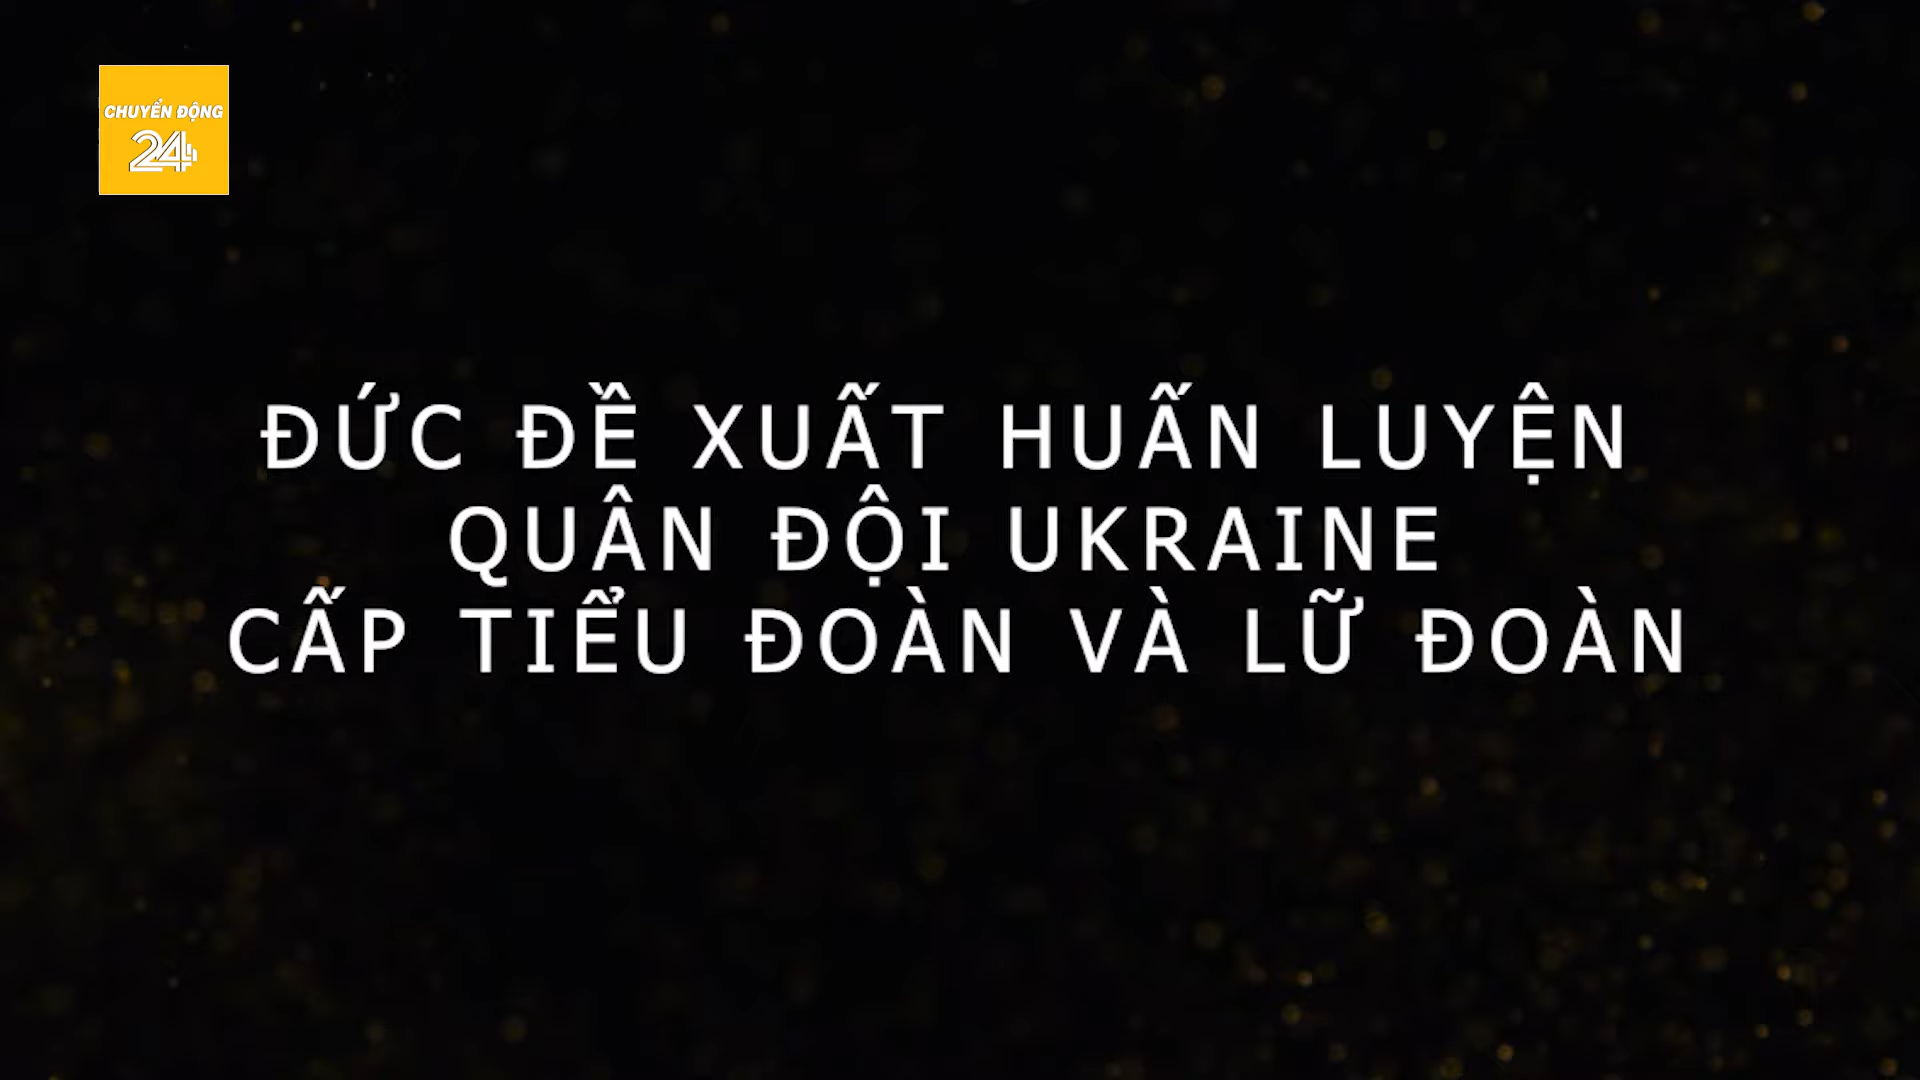 CHUYỂN ĐỘNG
24h
ĐỨC ĐỀ XUẤT HUẤN LUYỆN
QUÂN ĐỘI UKRAINE
CẤP TIỂU ĐOÀN VÀ LỮ ĐOÀN